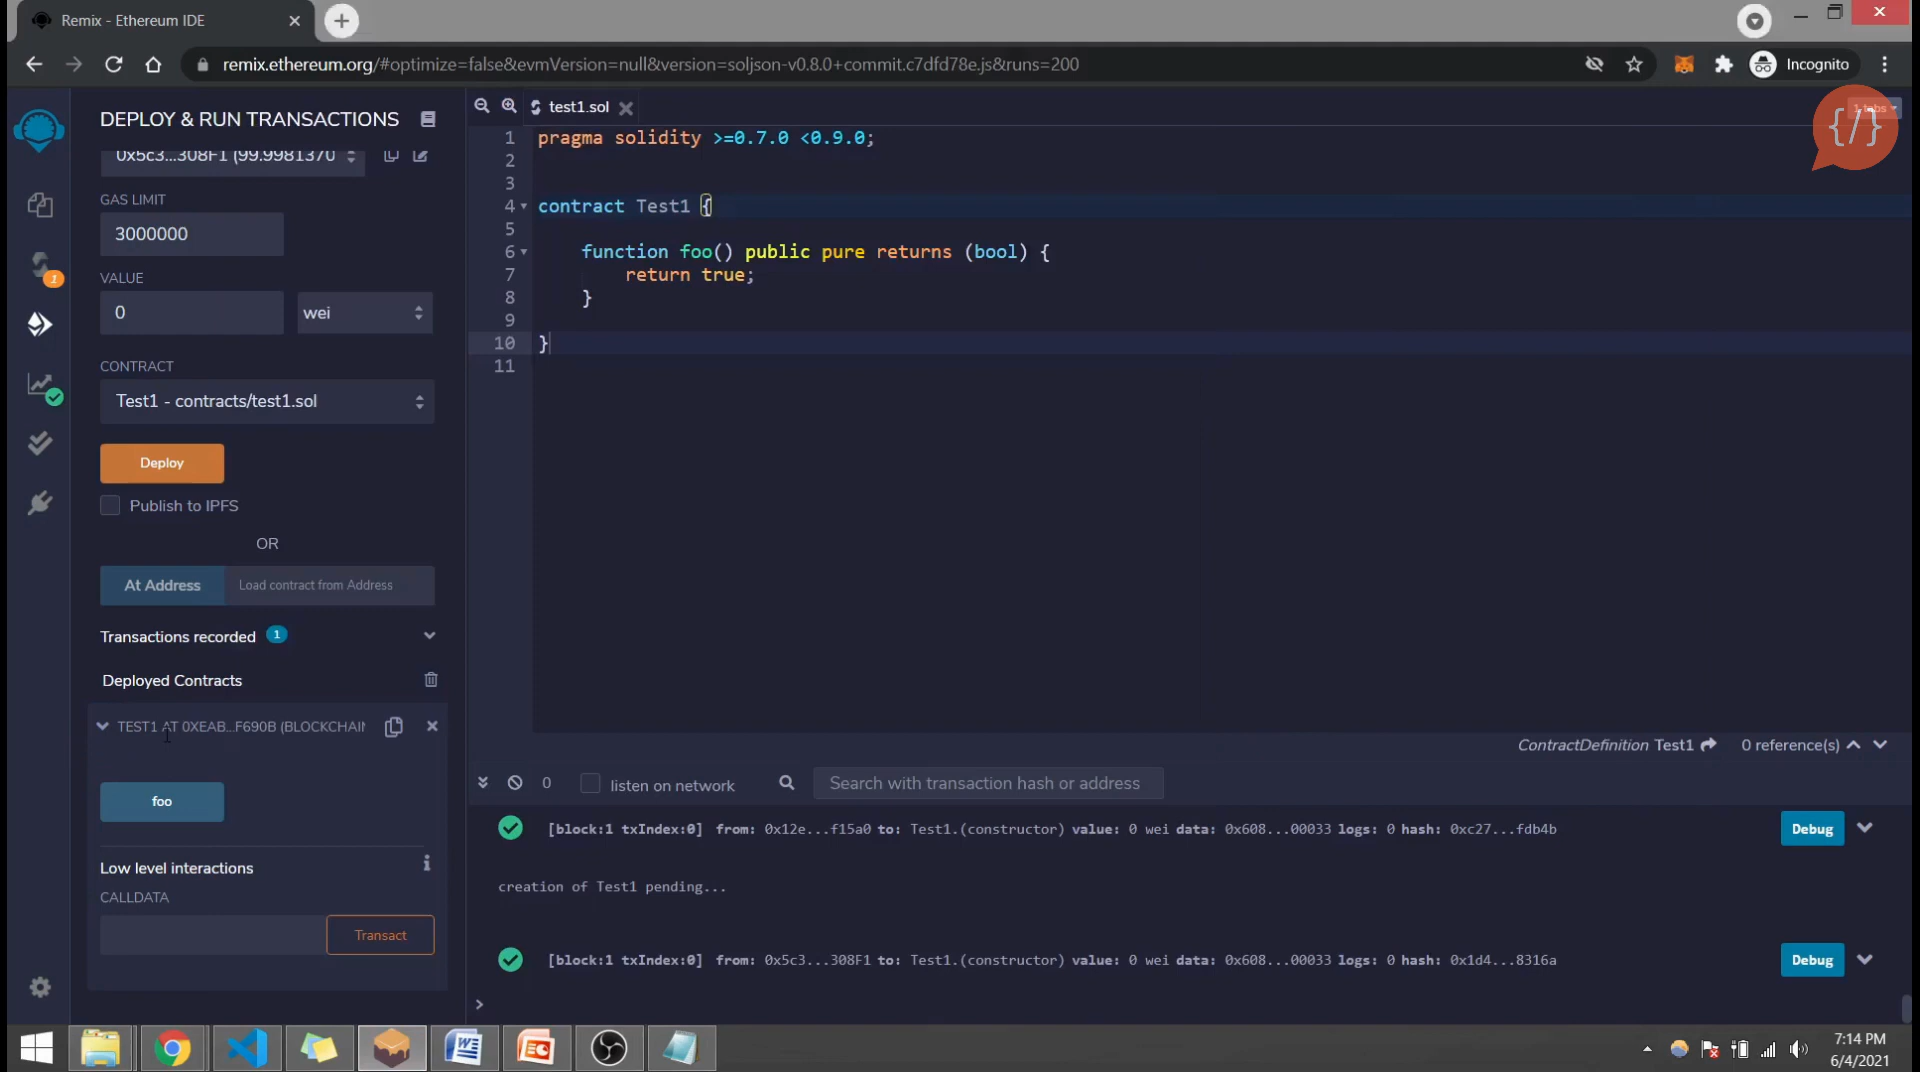 Remix - Ethereum IDE
remix.ethereum.org/#optimize=false&evmVersion=null&version=soljson-v0.8.0+commit.c7dfd78e.js&runs=200
Incognito
DEPLOY & RUN TRANSACTIONS
0x5c3...308F1 (99.9981370
GAS LIMIT
3000000
VALUE
0
wei
CONTRACT
Test1 - contracts/test1.sol
Deploy
Publish to IPFS
OR
At Address
Load contract from Address
Transactions recorded 1
Deployed Contracts
TEST1 AT 0XEAB...F690B (BLOCKCHAIN
foo
Low level interactions
i
CALLDATA
Transact
1
test1.sol
1 tabs
{/}
1 pragma solidity >=0.7.0 <0.9.0;
2
3
4 contract Test1 {
5
6 function foo() public pure returns (bool) {
7 return true;
8 }
9
10 }
11
ContractDefinition Test1 0 reference(s)
0 listen on network Search with transaction hash or address
[block:1 txIndex:0] from: 0x12e...f15a0 to: Test1.(constructor) value: 0 wei data: 0x608...00033 logs: 0 hash: 0xc27...fdb4b Debug
creation of Test1 pending...
[block:1 txIndex:0] from: 0x5c3...308F1 to: Test1.(constructor) value: 0 wei data: 0x608...00033 logs: 0 hash: 0x1d4...8316a Debug
>
7:14 PM
6/4/2021